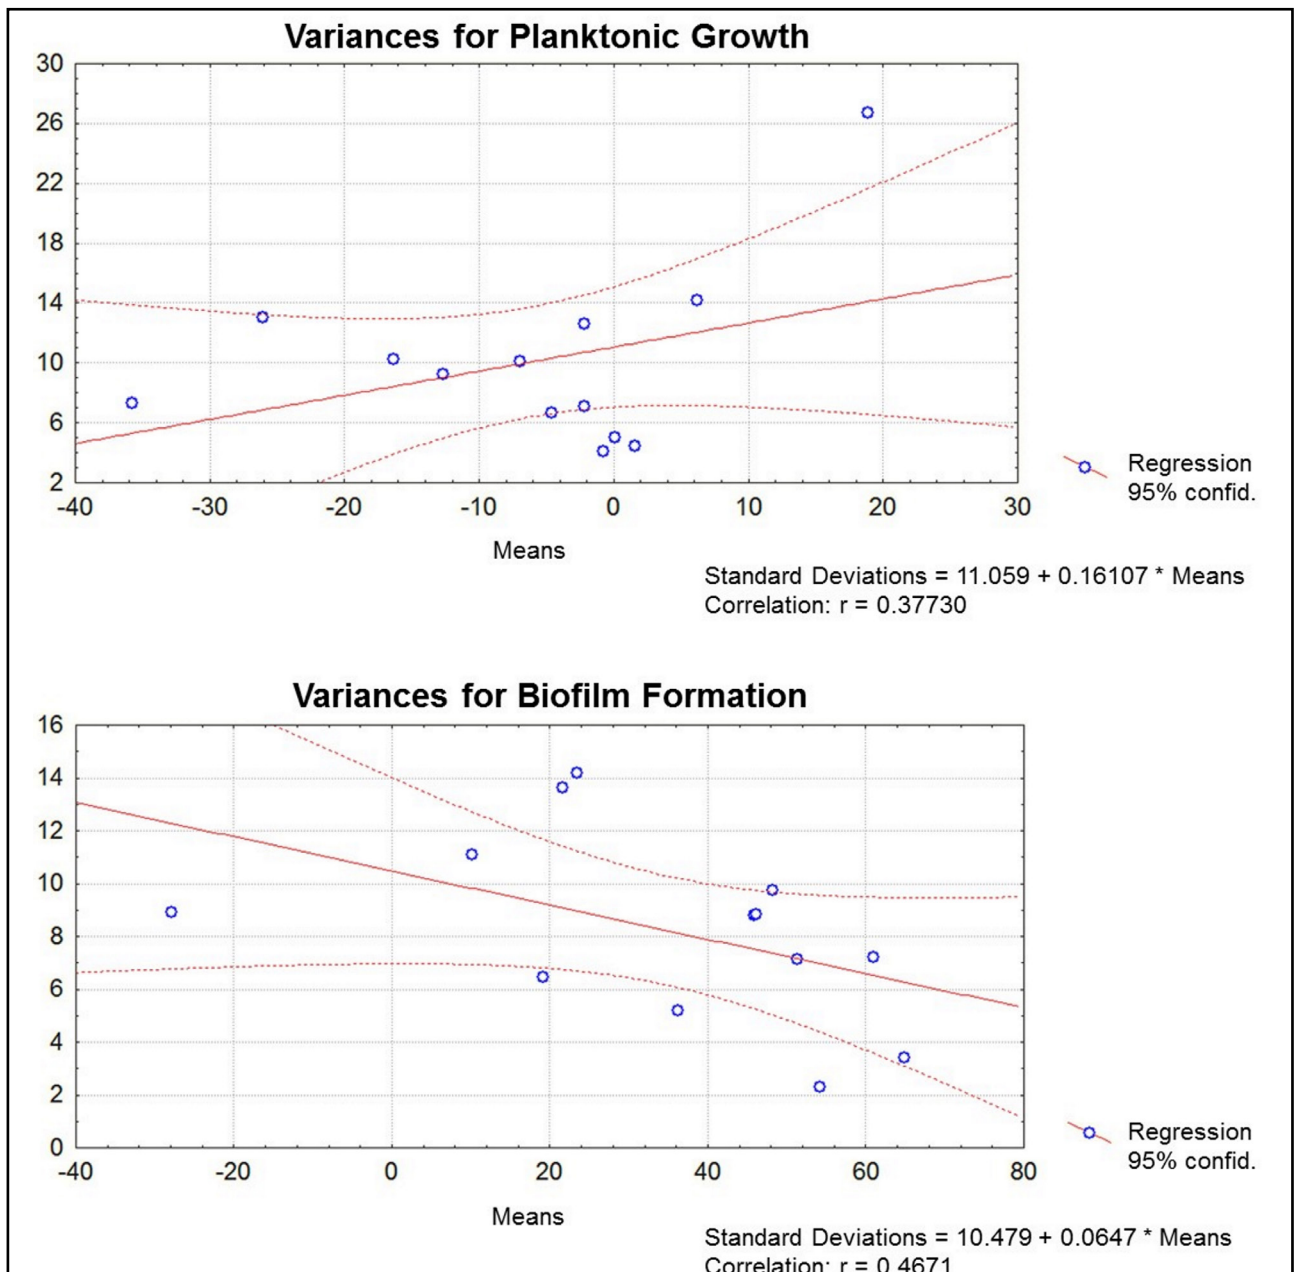 Variances for Planktonic Growth
30
26
22
18
14
10
6
2
-40 -30 -20 -10 0 10 20 30
Means
Regression
95% confid.
Standard Deviations = 11.059 + 0.16107 * Means
Correlation: r = 0.37730
Variances for Biofilm Formation
16
14
12
10
8
6
4
2
0
-40 -20 0 20 40 60 80
Means
Regression
95% confid.
Standard Deviations = 10.479 + 0.0647 * Means
Correlation: r = 0.4671